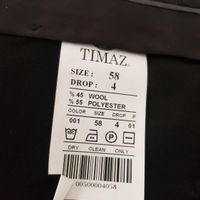 TIMAZ®
SIZE : 58
DROP : 4
%45 WOOL
%55 POLYESTER
COLOR SIZE DROP P
001 58 4 01
DRY CLEAN ONLY
00500004058